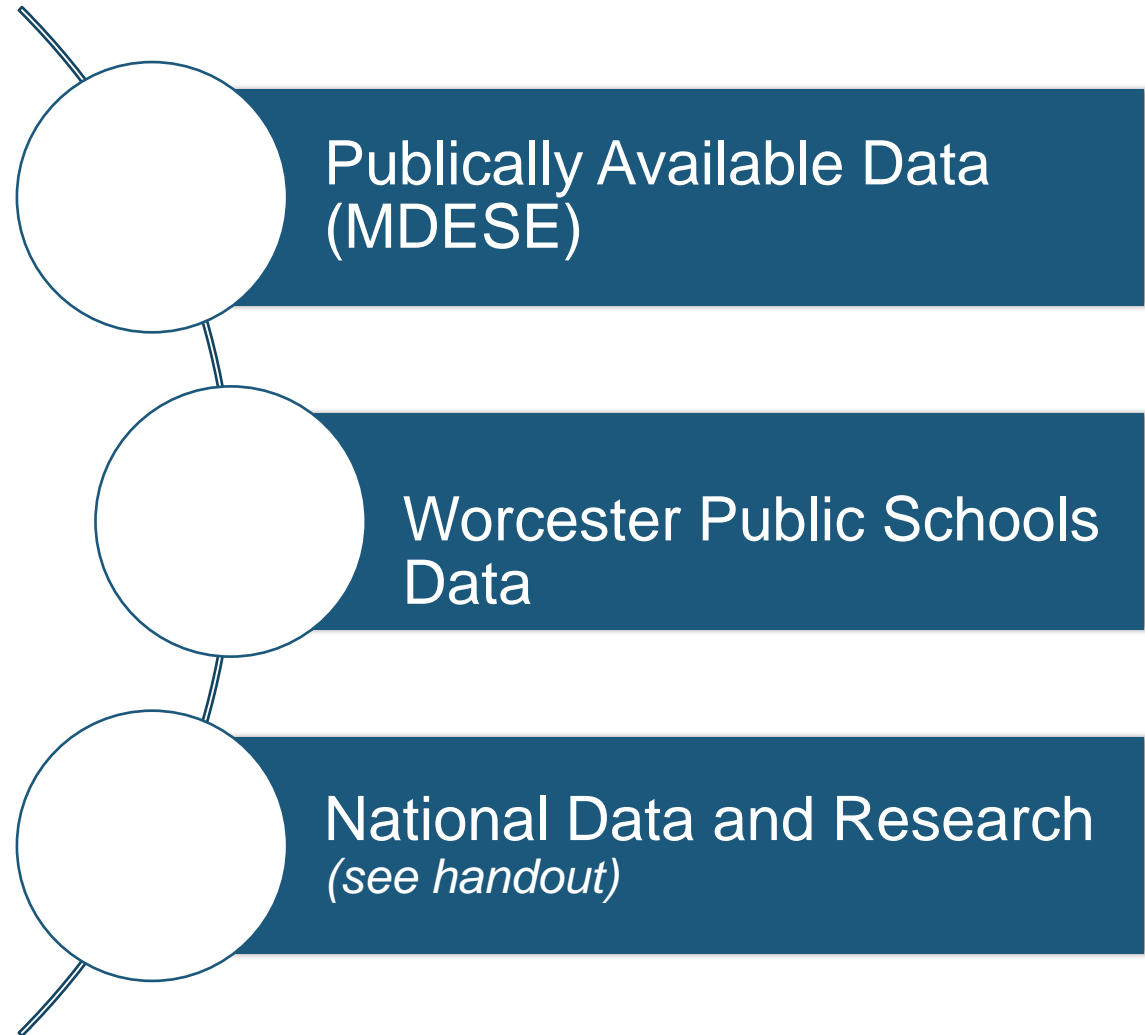 Publically Available Data
(MDESE)
Worcester Public Schools
Data
National Data and Research
(see handout)